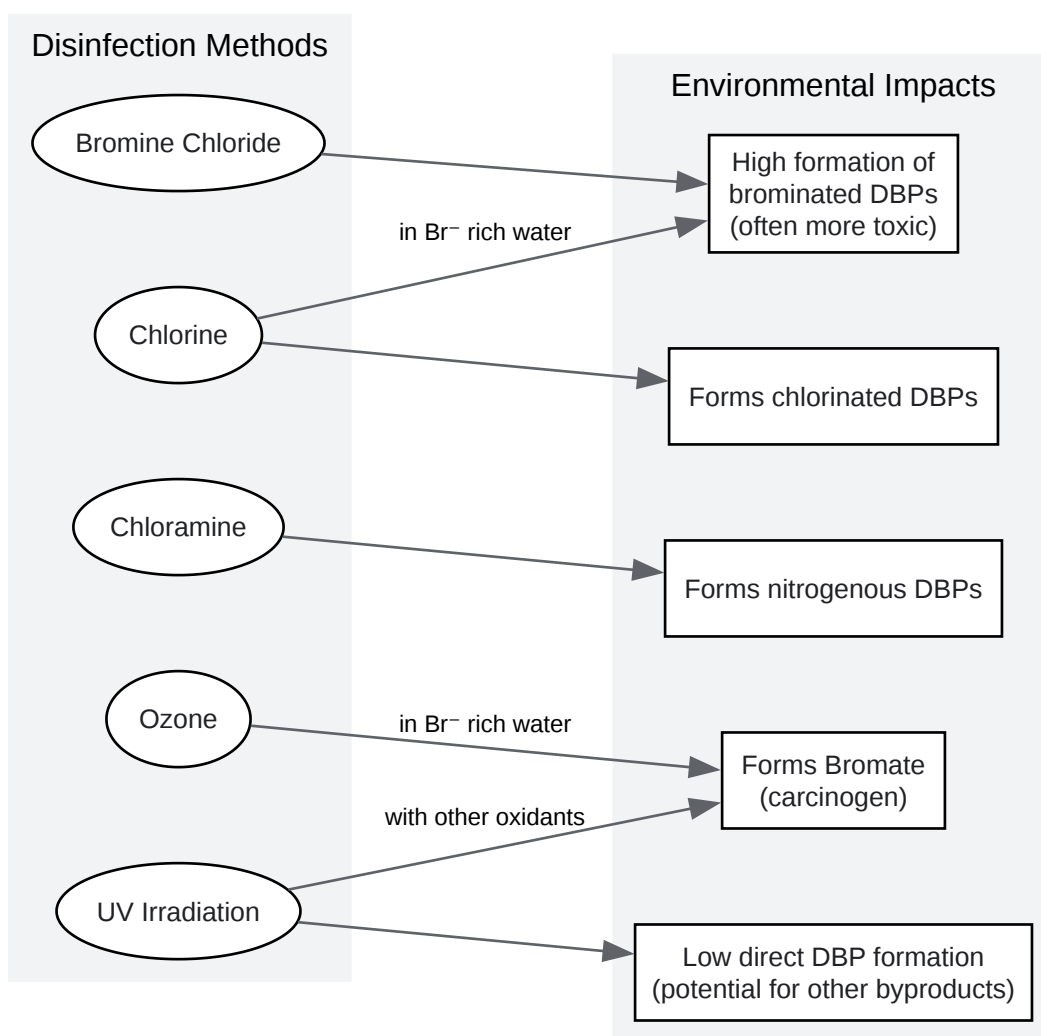 Disinfection Methods
Environmental Impacts
Bromine Chloride
High formation of
brominated DBPs
(often more toxic)
in Br⁻ rich water
Chlorine
Forms chlorinated DBPs
Chloramine
Forms nitrogenous DBPs
Ozone
in Br⁻ rich water
Forms Bromate
(carcinogen)
with other oxidants
UV Irradiation
Low direct DBP formation
(potential for other byproducts)